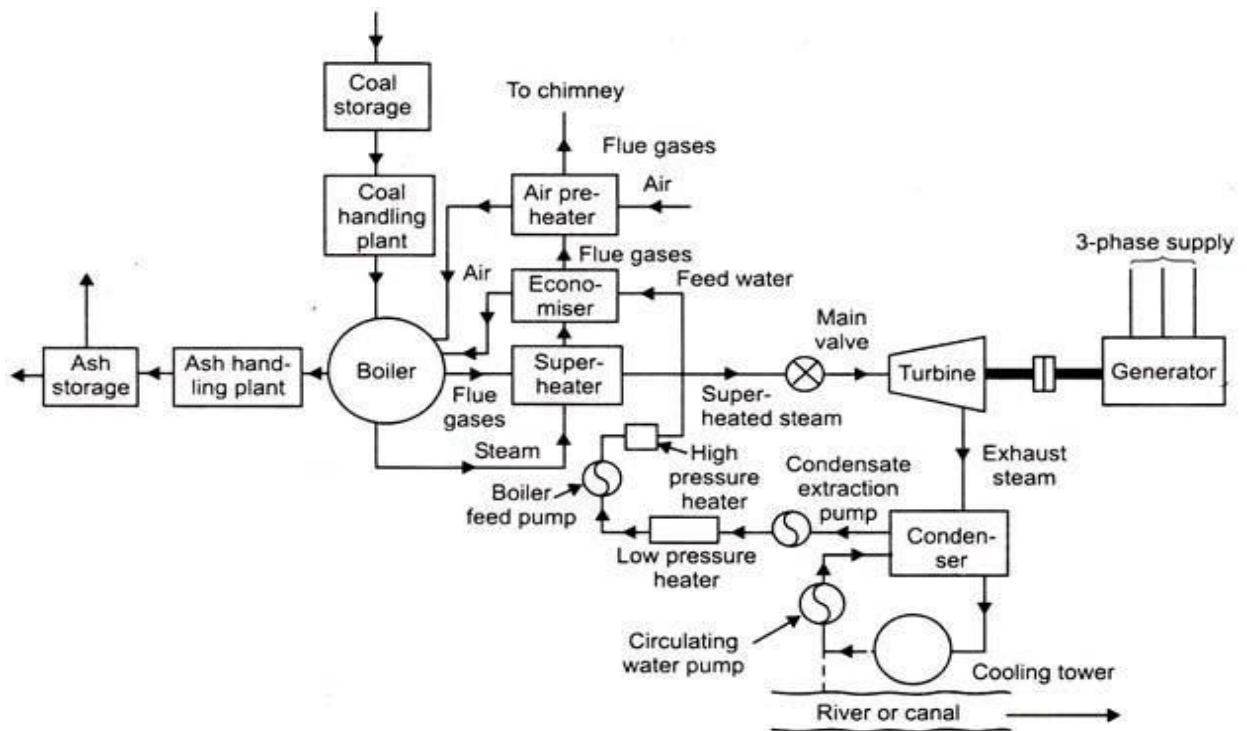 Coal
storage
To chimney
Flue gases
Coal
handling
plant
Air pre-
heater
Air
3-phase supply
Flue gases
Air
Feed water
Econo-
miser
Main
valve
Ash
storage
Ash hand-
ling plant
Boiler
Super-
heater
Turbine
Generator
Flue
gases
Super-
heated steam
Steam
High
pressure
heater
Condensate
extraction
pump
Exhaust
steam
Boiler
feed pump
Low pressure
heater
Conden-
ser
Circulating
water pump
Cooling tower
River or canal